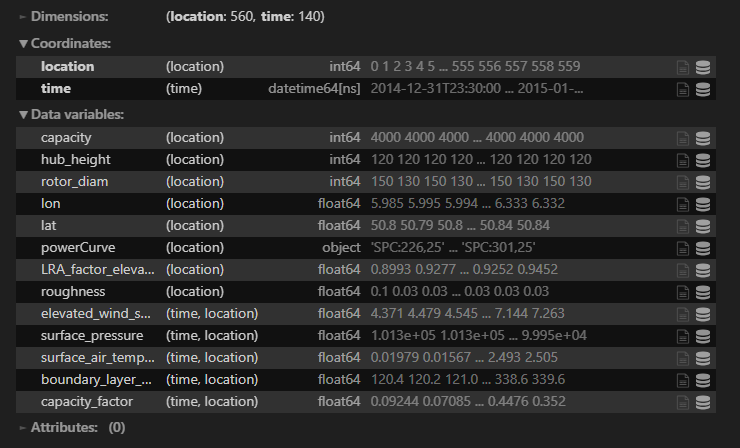 ► Dimensions: (location: 560, time: 140)
▼ Coordinates:
location (location) int64 0 1 2 3 4 5 ... 555 556 557 558 559
time (time) datetime64[ns] 2014-12-31T23:30:00 ... 2015-01-...
▼ Data variables:
capacity (location) int64 4000 4000 4000 ... 4000 4000 4000
hub_height (location) int64 120 120 120 120 ... 120 120 120 120
rotor_diam (location) int64 150 130 150 130 ... 150 130 150 130
lon (location) float64 5.985 5.995 5.994 ... 6.333 6.332
lat (location) float64 50.8 50.79 50.8 ... 50.84 50.84
powerCurve (location) object 'SPC:226,25' ... 'SPC:301,25'
LRA_factor_eleva... (location) float64 0.8993 0.9277 ... 0.9252 0.9452
roughness (location) float64 0.1 0.03 0.03 ... 0.03 0.03 0.03
elevated_wind_s... (time, location) float64 4.371 4.479 4.545 ... 7.144 7.263
surface_pressure (time, location) float64 1.013e+05 1.013e+05 ... 9.995e+04
surface_air_temp... (time, location) float64 0.01979 0.01567 ... 2.493 2.505
boundary_layer_... (time, location) float64 120.4 120.2 121.0 ... 338.6 339.6
capacity_factor (time, location) float64 0.09244 0.07085 ... 0.4476 0.352
► Attributes: (0)